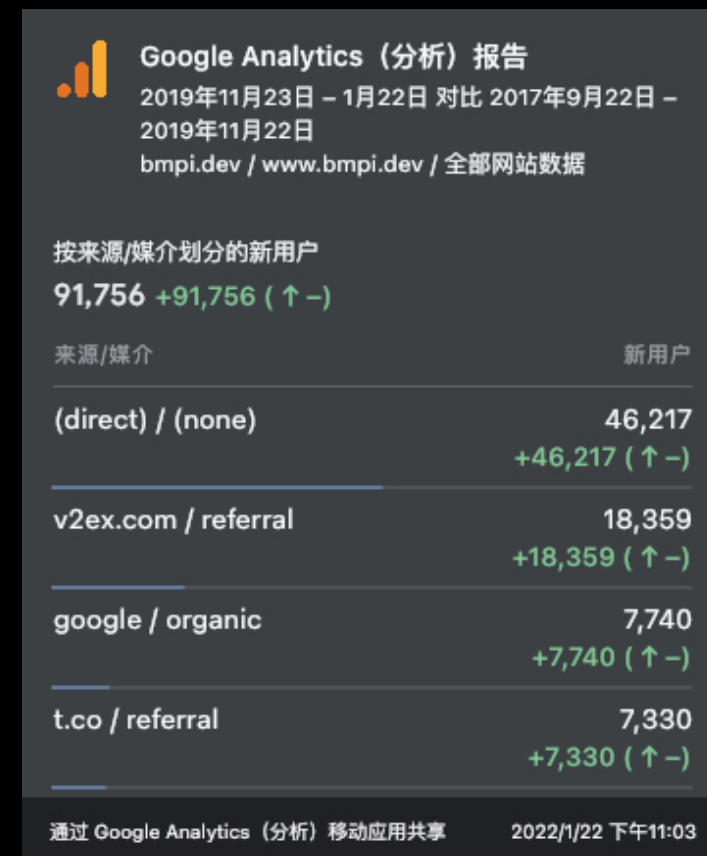 Google Analytics（分析）报告
2019年11月23日 – 1月22日 对比 2017年9月22日 –
2019年11月22日
bmpi.dev / www.bmpi.dev / 全部网站数据
按来源/媒介划分的新用户
91,756 +91,756 ( ↑ –)
来源/媒介 新用户
(direct) / (none) 46,217
+46,217 ( ↑ –)
v2ex.com / referral 18,359
+18,359 ( ↑ –)
google / organic 7,740
+7,740 ( ↑ –)
t.co / referral 7,330
+7,330 ( ↑ –)
通过 Google Analytics（分析）移动应用共享 2022/1/22 下午11:03